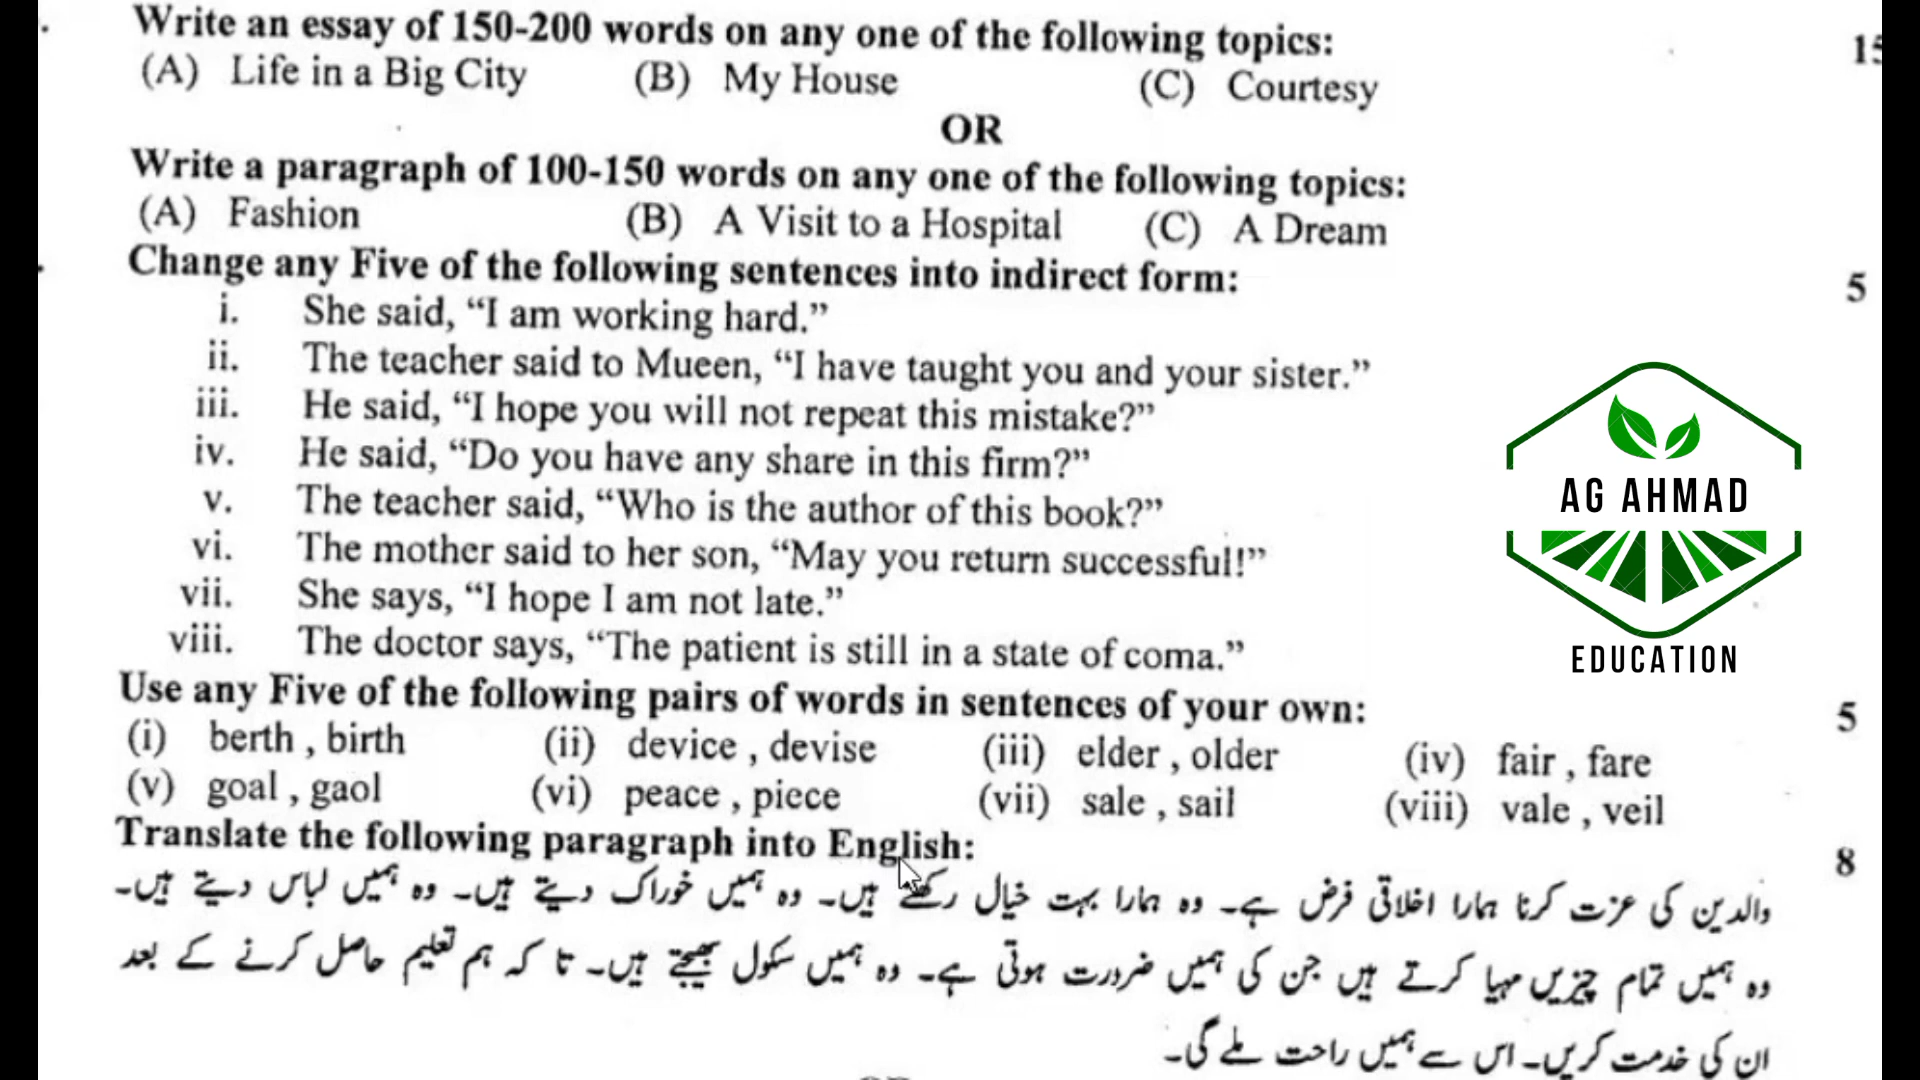 Write an essay of 150-200 words on any one of the following topics:
(A) Life in a Big City (B) My House (C) Courtesy
OR
Write a paragraph of 100-150 words on any one of the following topics:
(A) Fashion (B) A Visit to a Hospital (C) A Dream
Change any Five of the following sentences into indirect form: 5
i. She said, “I am working hard.”
ii. The teacher said to Mueen, “I have taught you and your sister.”
iii. He said, “I hope you will not repeat this mistake?”
iv. He said, “Do you have any share in this firm?”
v. The teacher said, “Who is the author of this book?”
vi. The mother said to her son, “May you return successful!”
vii. She says, “I hope I am not late.”
viii. The doctor says, “The patient is still in a state of coma.”
Use any Five of the following pairs of words in sentences of your own: 5
(i) berth , birth (ii) device , devise (iii) elder , older (iv) fair , fare
(v) goal , gaol (vi) peace , piece (vii) sale , sail (viii) vale , veil
Translate the following paragraph into English: 8
والدین کی عزت کرنا ہمارا اخلاقی فرض ہے۔ وہ ہمارا بہت خیال رکھتے ہیں۔ وہ ہمیں خوراک دیتے ہیں۔ وہ ہمیں لباس دیتے ہیں۔
وہ ہمیں تمام چیزیں مہیا کرتے ہیں جن کی ہمیں ضرورت ہوتی ہے۔ وہ ہمیں سکول بھیجتے ہیں۔ تا کہ ہم تعلیم حاصل کرنے کے بعد
ان کی خدمت کریں۔ اس سے ہمیں راحت ملے گی۔
AG AHMAD
EDUCATION